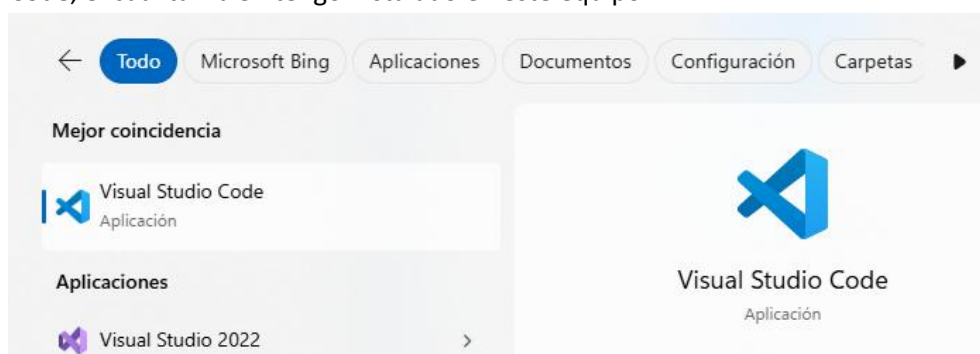 Todo Microsoft Bing Aplicaciones Documentos Configuración Carpetas
Mejor coincidencia
Visual Studio Code
Aplicación
Aplicaciones
Visual Studio 2022
Visual Studio Code
Aplicación